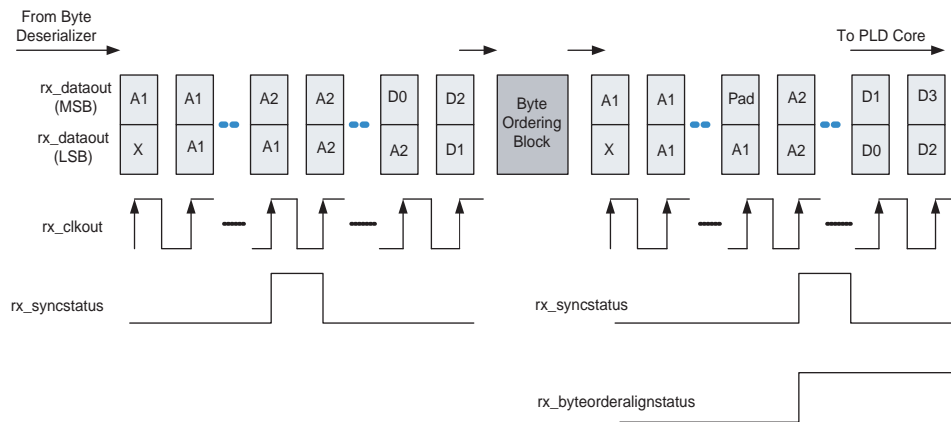 From Byte
Deserializer
To PLD Core
rx_dataout
(MSB)
A1 A1 A2 A2 D0 D2
rx_dataout
(LSB)
X A1 A1 A2 A2 D1
Byte
Ordering
Block
A1 A1 Pad A2 D1 D3
X A1 A1 A2 D0 D2
rx_clkout
rx_syncstatus
rx_syncstatus
rx_byteorderalignstatus